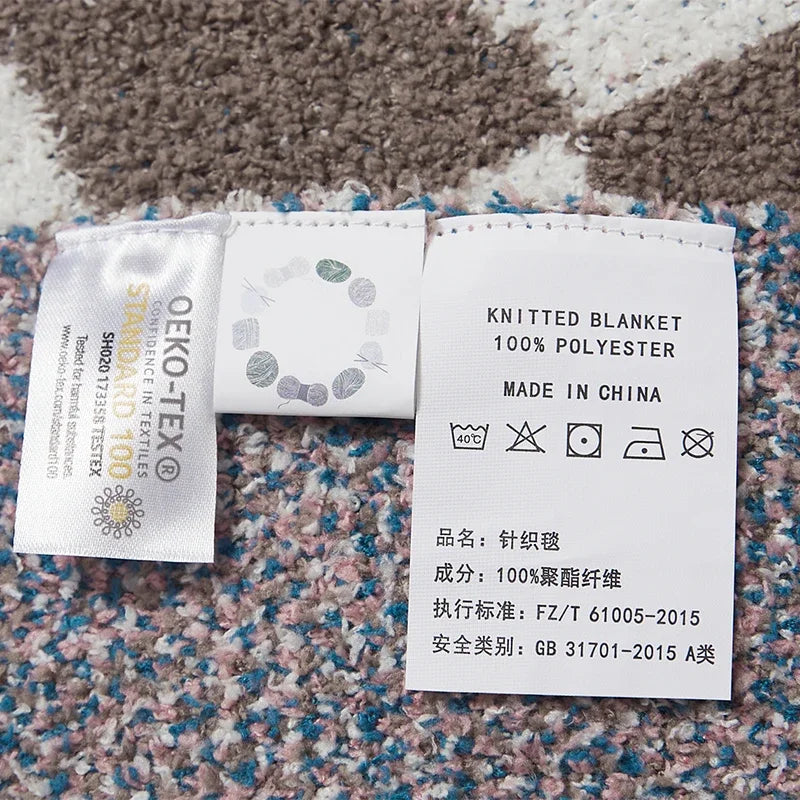 OEKO-TEX®
CONFIDENCE IN TEXTILES
STANDARD 100
SH020 173358 TESTEX
Tested for harmful substances.
www.oeko-tex.com/standard100
KNITTED BLANKET
100% POLYESTER
MADE IN CHINA
40℃
品名: 针织毯
成分: 100%聚酯纤维
执行标准: FZ/T 61005-2015
安全类别: GB 31701-2015 A类